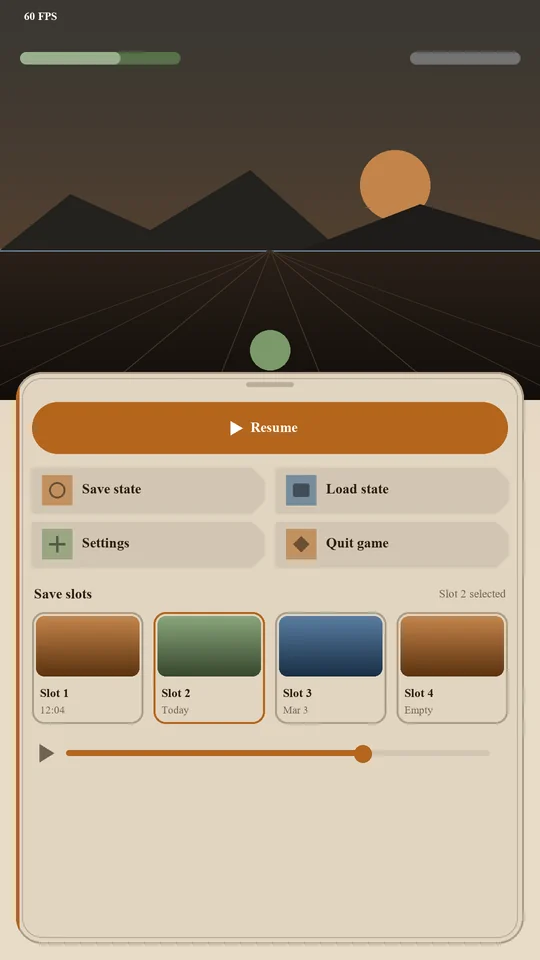 60 FPS
Resume
Save state
Load state
Settings
Quit game
Save slots
Slot 2 selected
Slot 1
12:04
Slot 2
Today
Slot 3
Mar 3
Slot 4
Empty